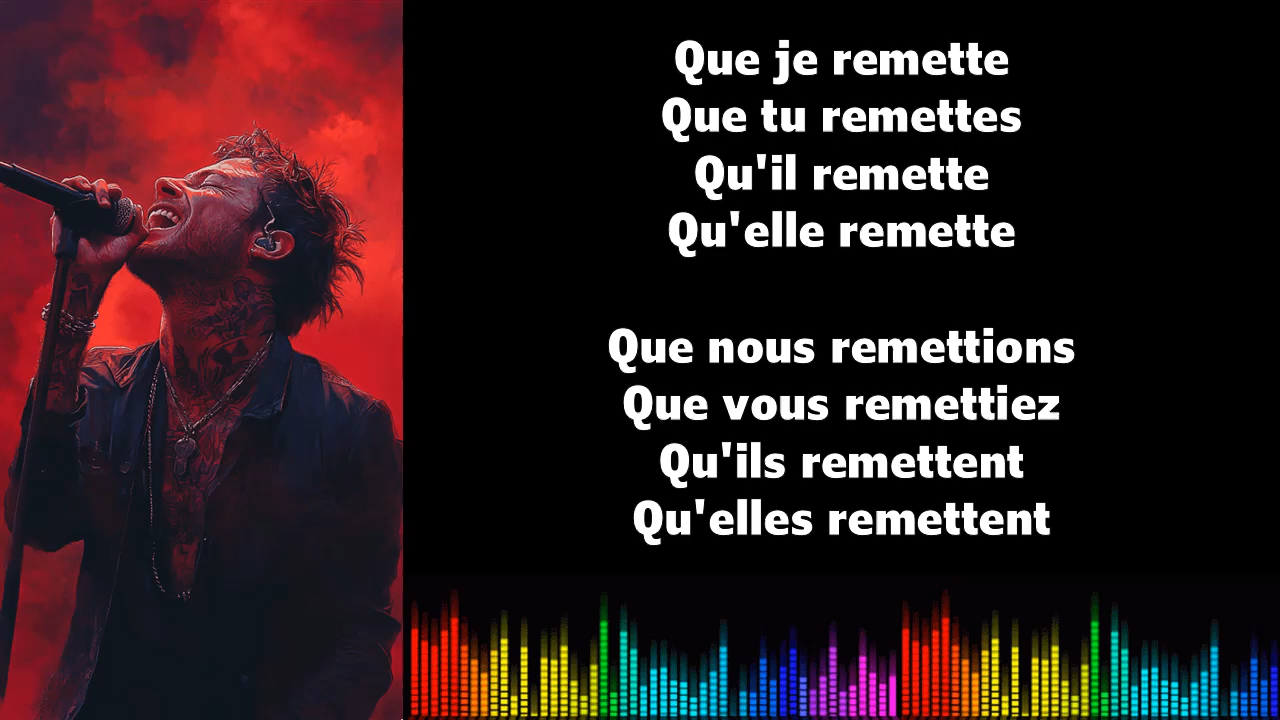 Que je remette
Que tu remettes
Qu'il remette
Qu'elle remette
Que nous remettions
Que vous remettiez
Qu'ils remettent
Qu'elles remettent